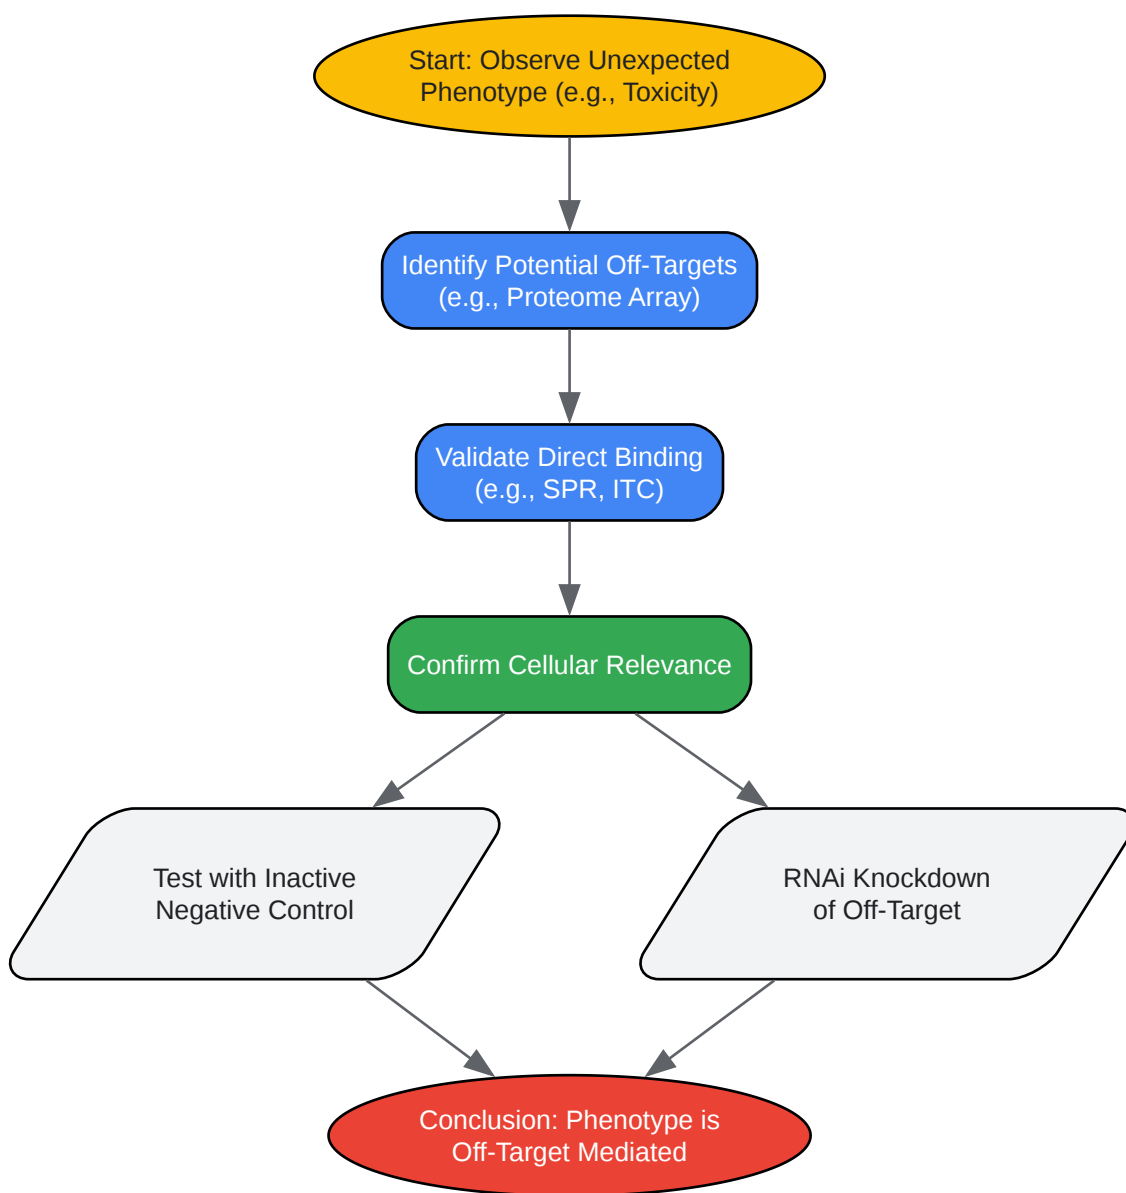 Start: Observe Unexpected
Phenotype (e.g., Toxicity)
Identify Potential Off-Targets
(e.g., Proteome Array)
Validate Direct Binding
(e.g., SPR, ITC)
Confirm Cellular Relevance
Test with Inactive
Negative Control
RNAi Knockdown
of Off-Target
Conclusion: Phenotype is
Off-Target Mediated